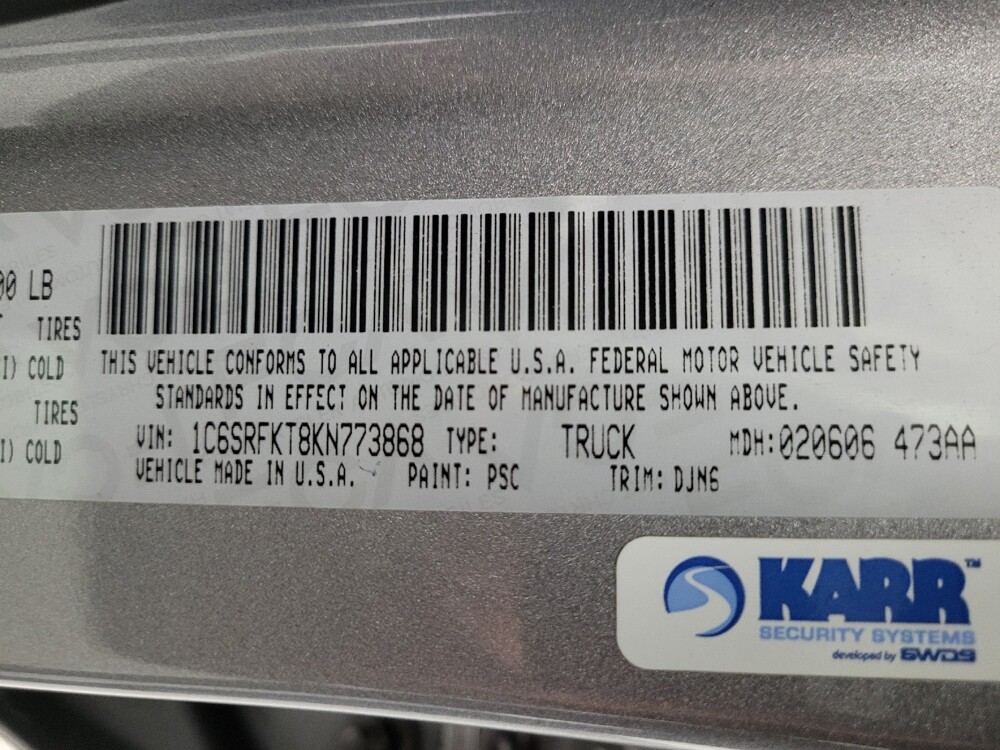 00 LB
TIRES
I) COLD
TIRES
I) COLD
THIS VEHICLE CONFORMS TO ALL APPLICABLE U.S.A. FEDERAL MOTOR VEHICLE SAFETY
STANDARDS IN EFFECT ON THE DATE OF MANUFACTURE SHOWN ABOVE.
VIN: 1C6SRFKT8KN773868 TYPE: TRUCK MDH:020606 473AA
VEHICLE MADE IN U.S.A. PAINT: PSC TRIM: DJN6
KARR™
SECURITY SYSTEMS
developed by SWDS